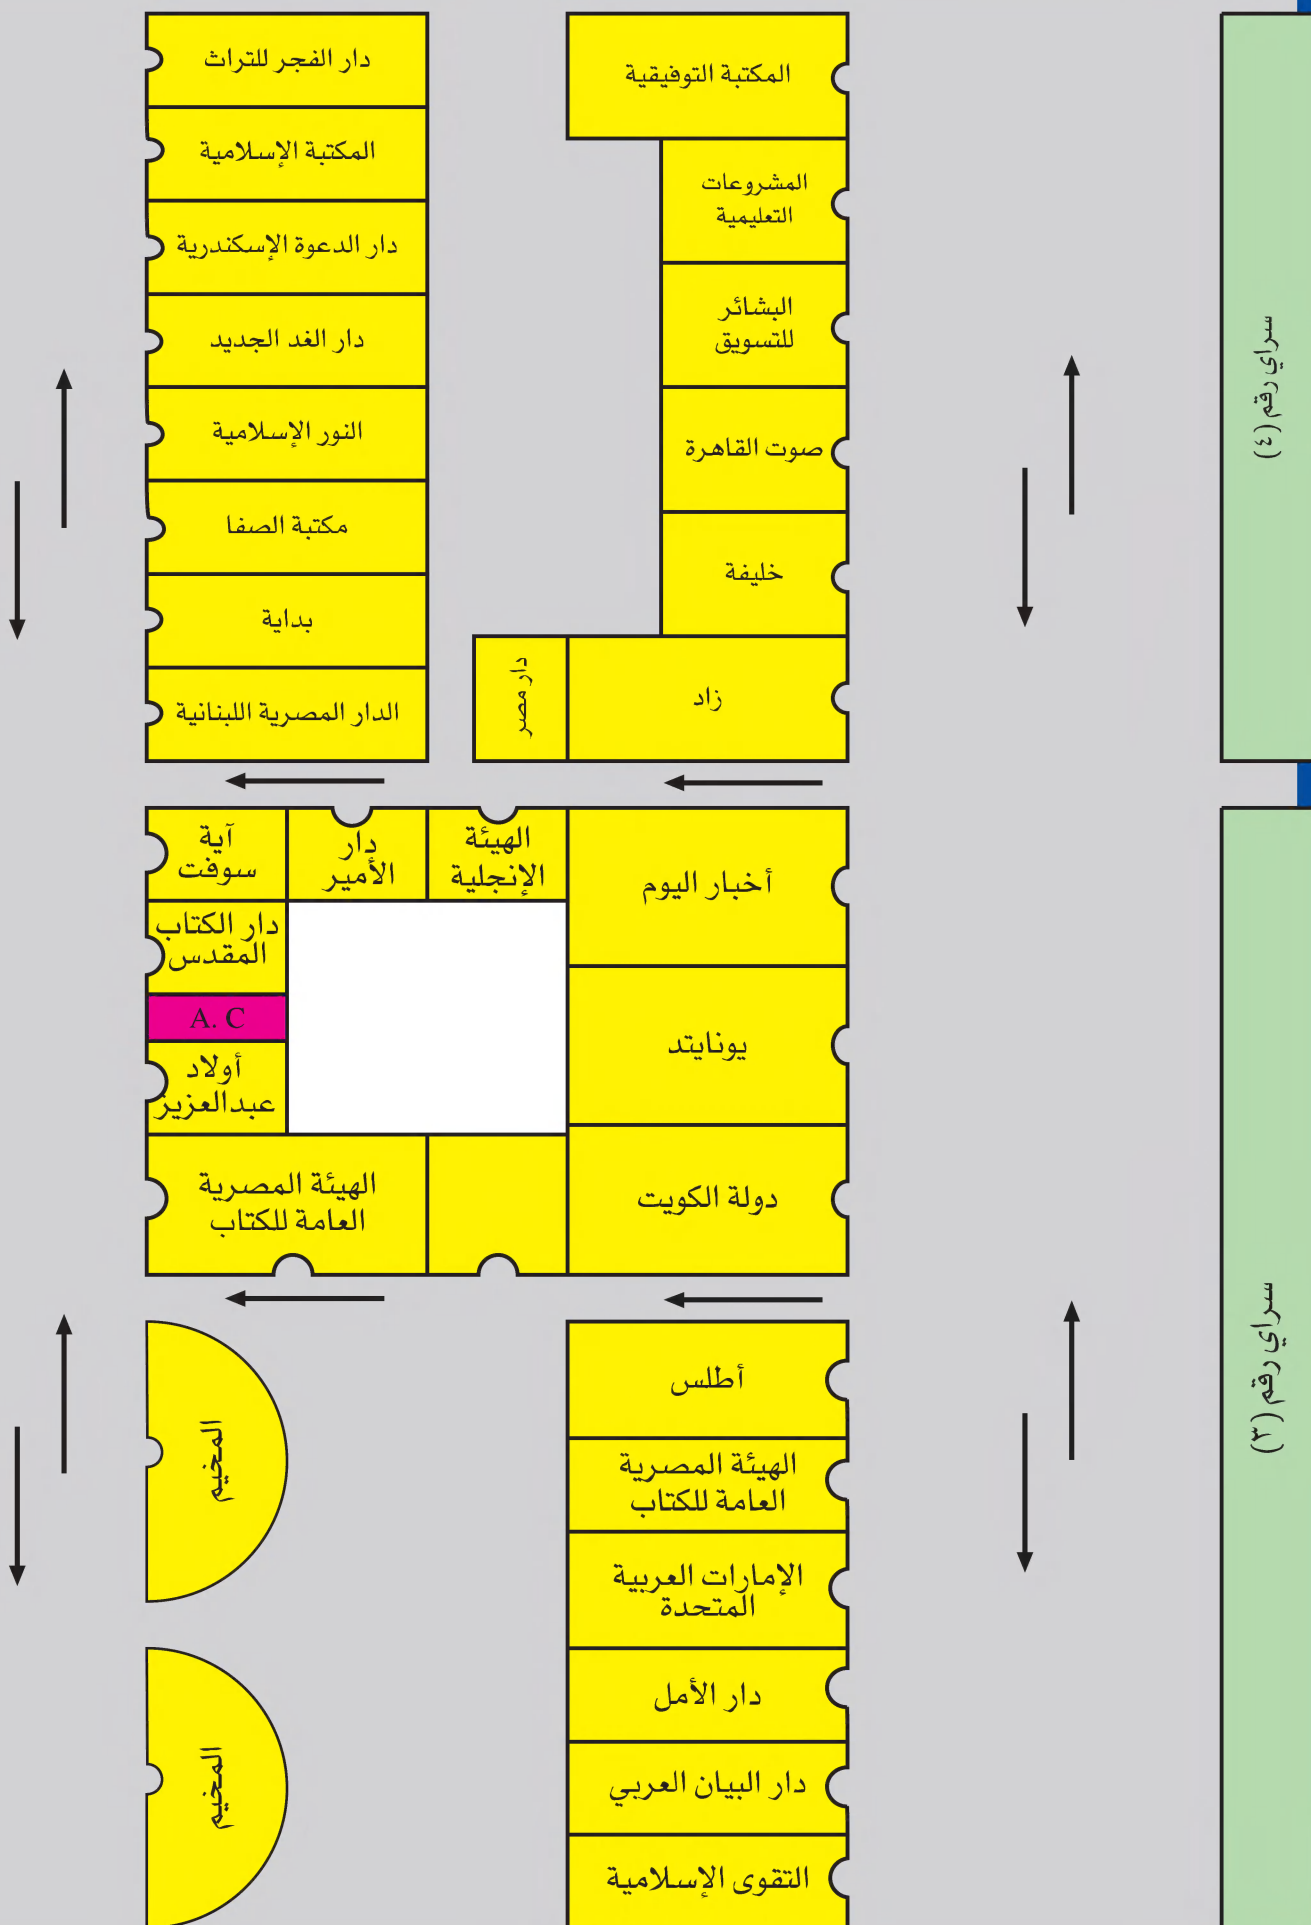 المكتبة التوفيقية
المشروعات
التعليمية
البشائر
للتسويق
صوت القاهرة
خليفة
زاد
دار مصر
دار الفجر للتراث
المكتبة الإسلامية
دار الدعوة الإسكندرية
دار الغد الجديد
النور الإسلامية
مكتبة الصفا
بداية
الدار المصرية اللبنانية
سراي رقم (٤)
أخبار اليوم
يونايتد
دولة الكويت
الهيئة
الإنجلية
دار
الأمير
آية
سوفت
دار الكتاب
المقدس
A. C
أولاد
عبدالعزيز
الهيئة المصرية
العامة للكتاب
سراي رقم (٣)
أطلس
الهيئة المصرية
العامة للكتاب
الإمارات العربية
المتحدة
دار الأمل
دار البيان العربي
التقوى الإسلامية
المخيم
المخيم